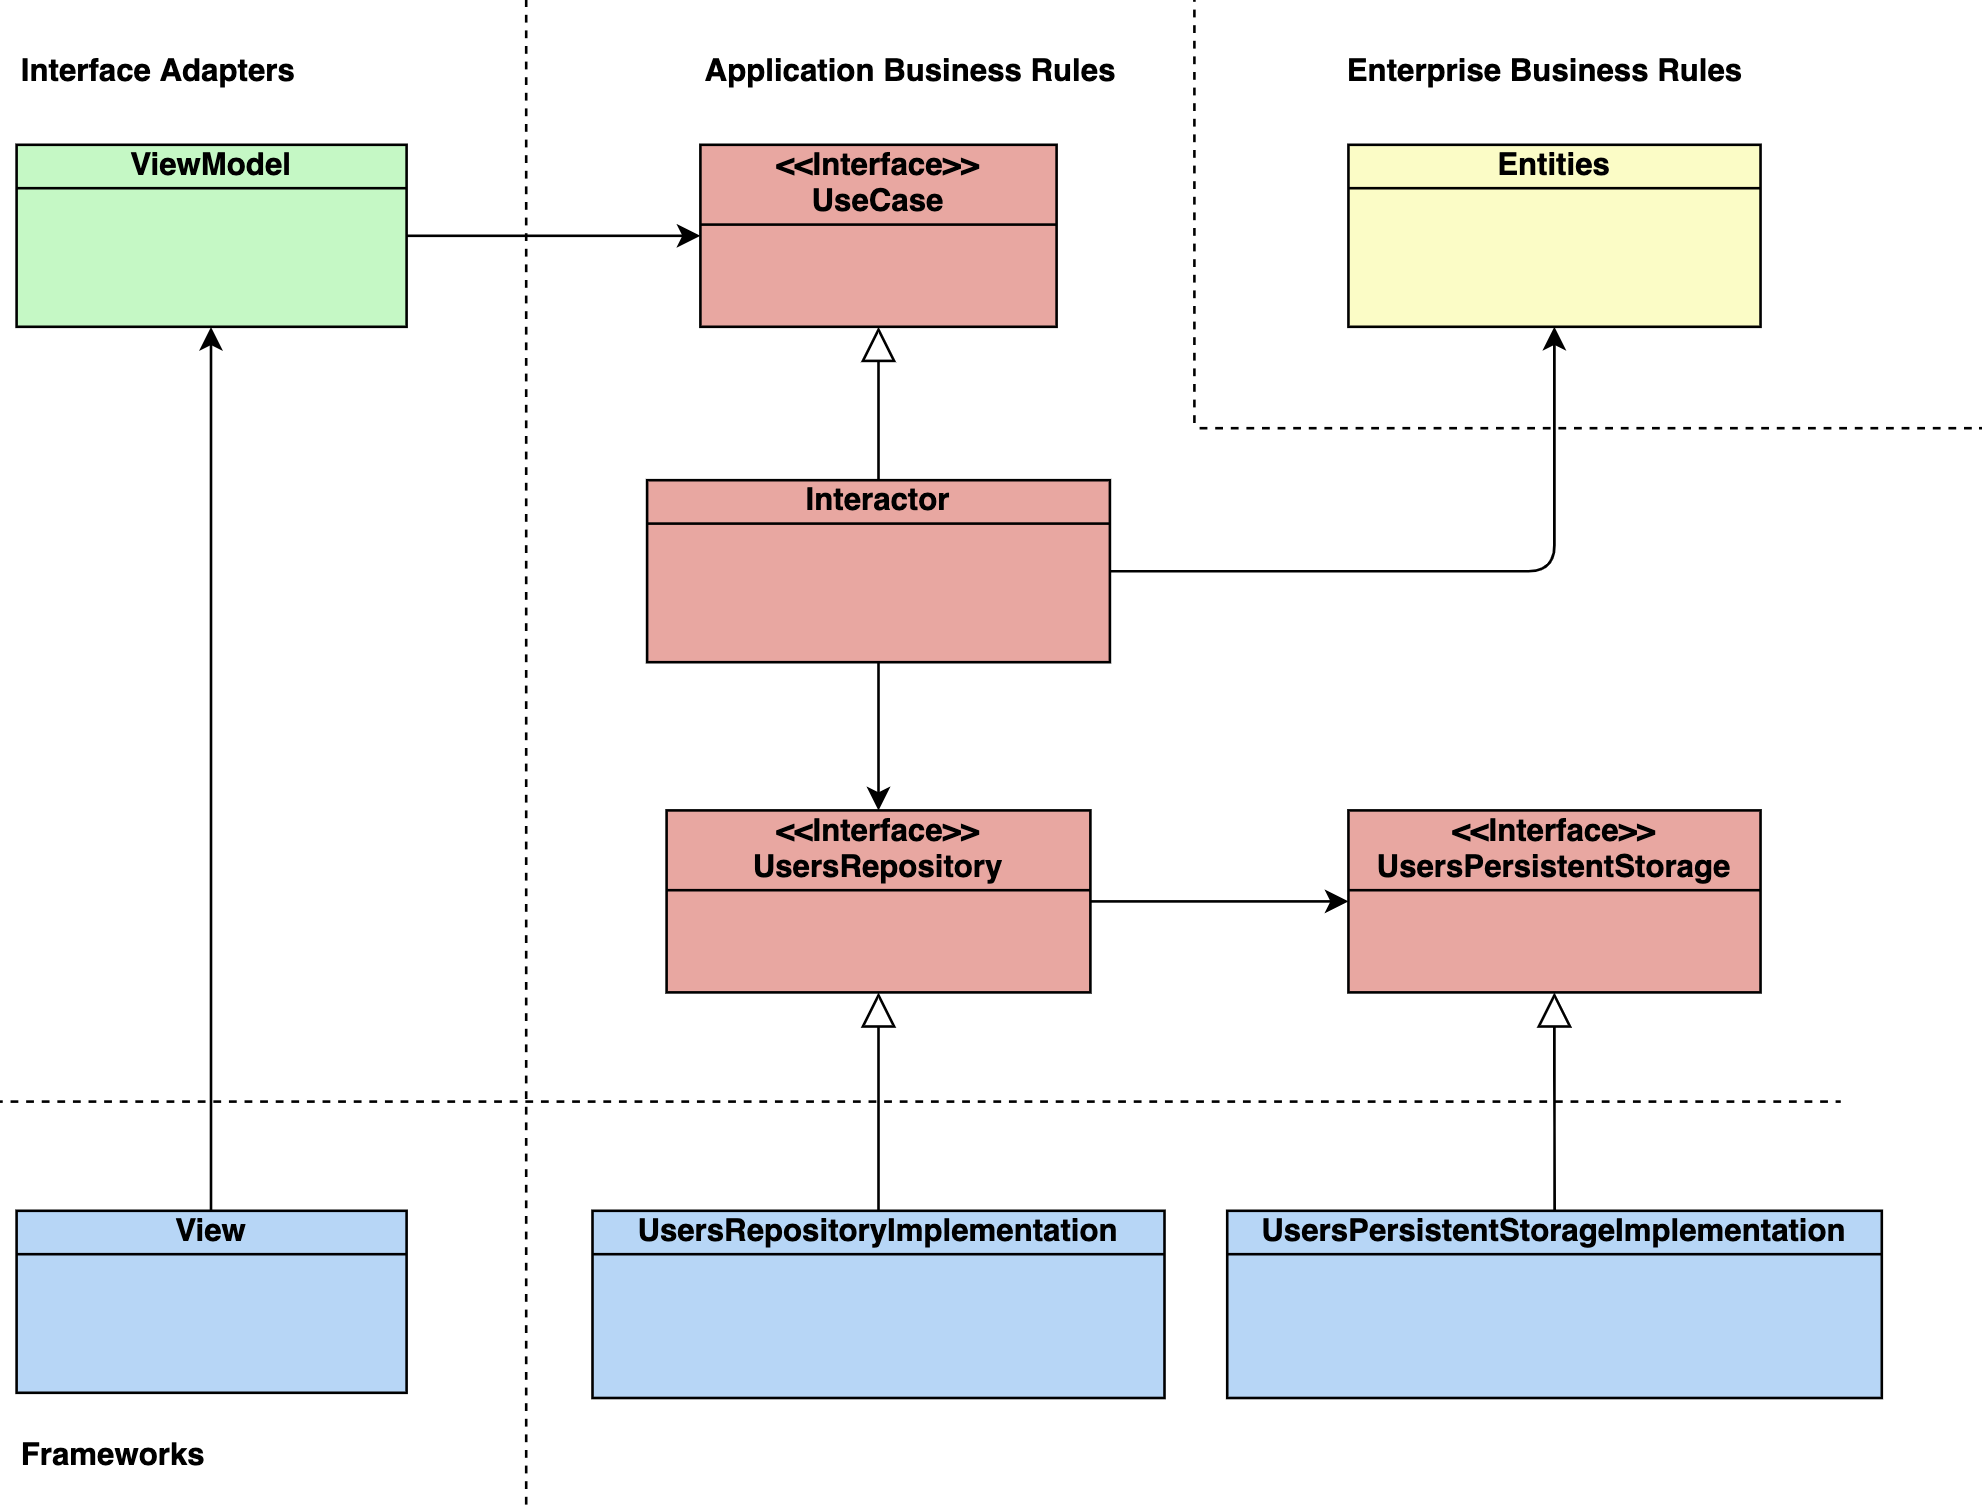 Interface Adapters
Application Business Rules
Enterprise Business Rules
ViewModel
<<Interface>>
UseCase
Entities
Interactor
<<Interface>>
UsersRepository
<<Interface>>
UsersPersistentStorage
View
UsersRepositoryImplementation
UsersPersistentStorageImplementation
Frameworks